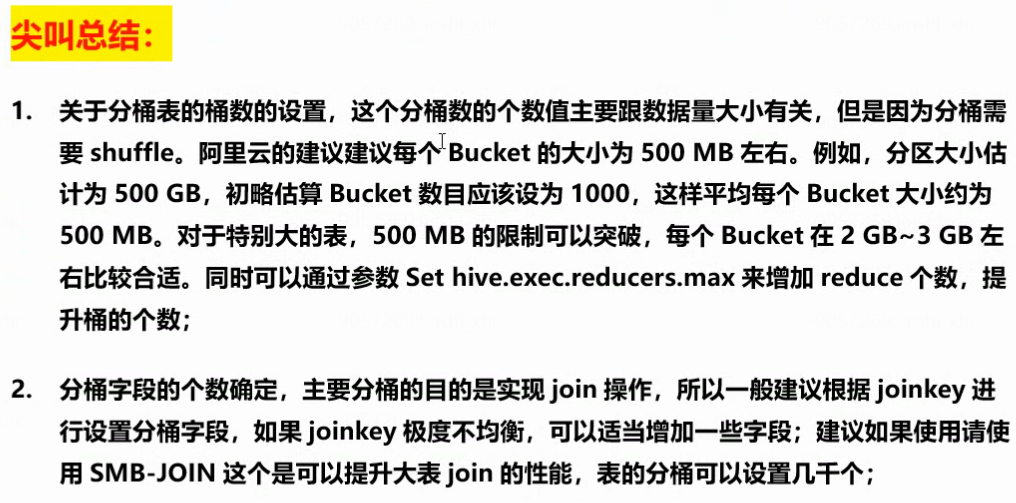 尖叫总结：
1. 关于分桶表的桶数的设置，这个分桶数的个数值主要跟数据量大小有关，但是因为分桶需
要 shuffle。阿里云的建议建议每个 Bucket 的大小为 500 MB 左右。例如，分区大小估
计为 500 GB，初略估算 Bucket 数目应该设为 1000，这样平均每个 Bucket 大小约为
500 MB。对于特别大的表，500 MB 的限制可以突破，每个 Bucket 在 2 GB~3 GB 左
右比较合适。同时可以通过参数 Set hive.exec.reducers.max 来增加 reduce 个数，提
升桶的个数；
2. 分桶字段的个数确定，主要分桶的目的是实现 join 操作，所以一般建议根据 joinkey 进
行设置分桶字段，如果 joinkey 极度不均衡，可以适当增加一些字段；建议如果使用请使
用 SMB-JOIN 这个是可以提升大表 join 的性能，表的分桶可以设置几千个；